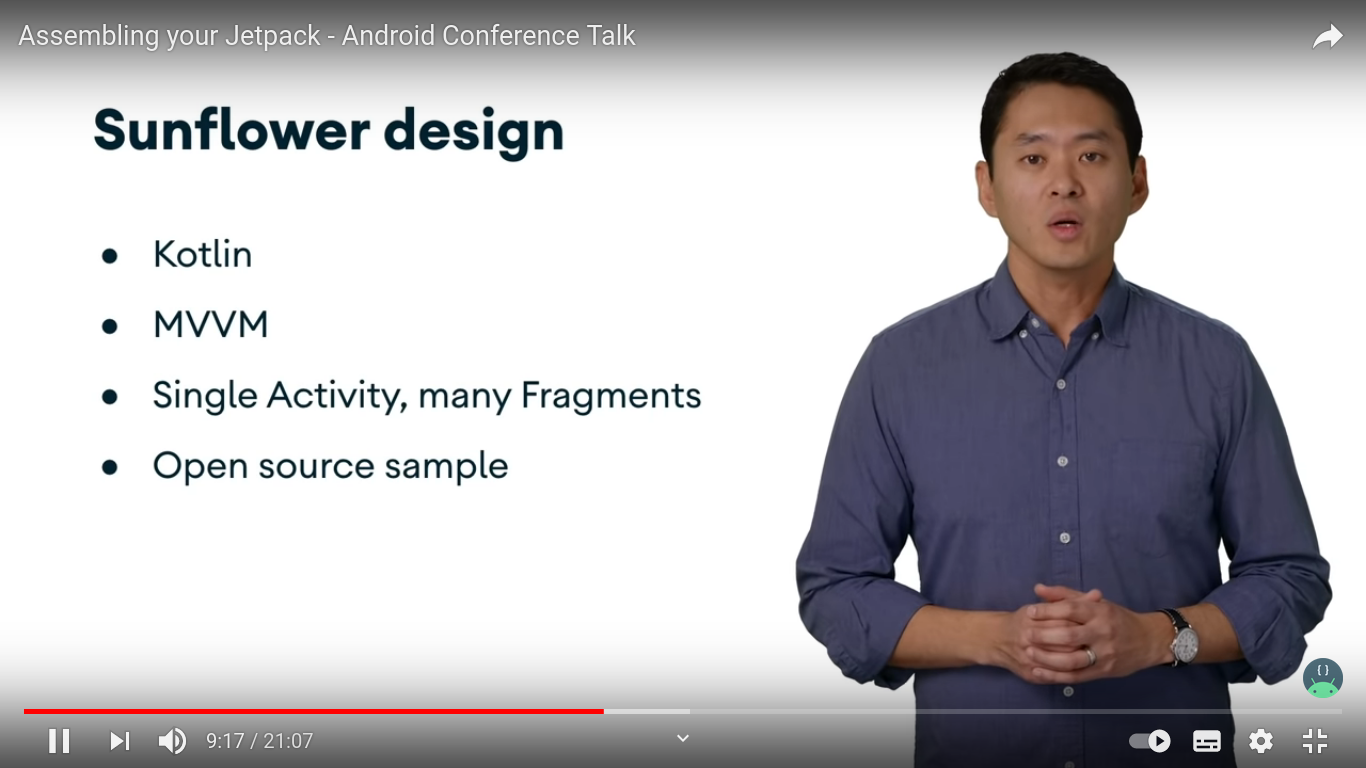 Assembling your Jetpack - Android Conference Talk
Sunflower design
● Kotlin
● MVVM
● Single Activity, many Fragments
● Open source sample
{ }
9:17 / 21:07